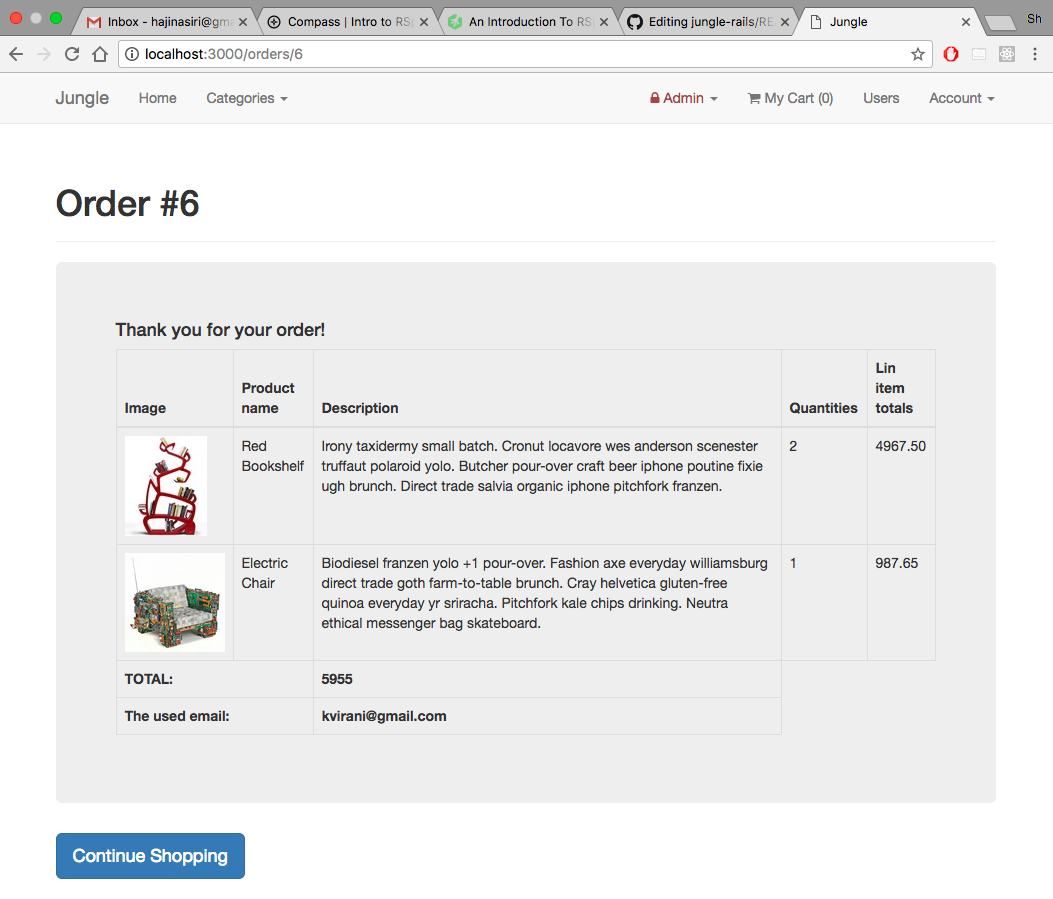 Inbox - hajinasiri@gma
Compass | Intro to RSp
An Introduction To RSp
Editing jungle-rails/RE
Jungle
Sh
localhost:3000/orders/6
Jungle Home Categories Admin My Cart (0) Users Account
Order #6
Thank you for your order!
Image Product name Description Quantities Lin item totals
Red Bookshelf
Irony taxidermy small batch. Cronut locavore wes anderson scenester
truffaut polaroid yolo. Butcher pour-over craft beer iphone poutine fixie
ugh brunch. Direct trade salvia organic iphone pitchfork franzen.
2
4967.50
Electric Chair
Biodiesel franzen yolo +1 pour-over. Fashion axe everyday williamsburg
direct trade goth farm-to-table brunch. Cray helvetica gluten-free
quinoa everyday yr sriracha. Pitchfork kale chips drinking. Neutra
ethical messenger bag skateboard.
1
987.65
TOTAL: 5955
The used email: kvirani@gmail.com
Continue Shopping